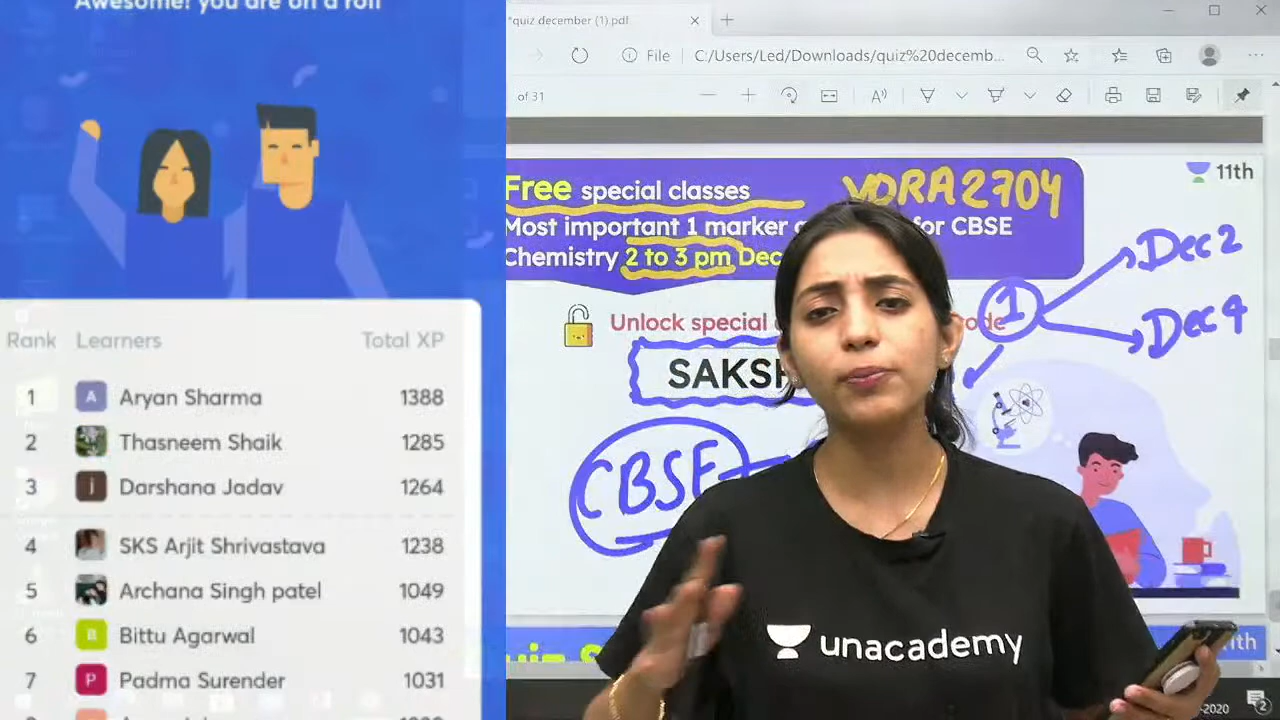 Awesome! you are on a roll
Rank Learners Total XP
1 A Aryan Sharma 1388
2 Thasneem Shaik 1285
3 j Darshana Jadav 1264
4 SKS Arjit Shrivastava 1238
5 Archana Singh patel 1049
6 B Bittu Agarwal 1043
7 P Padma Surender 1031
*quiz december (1).pdf
File C:/Users/Led/Downloads/quiz%20decemb...
of 31
11th
Free special classes
VORA2704
Most important 1 marker for CBSE
Chemistry 2 to 3 pm Dec
Dec 2
1
Dec 4
Unlock special
CBSE
unacademy
-2020
2